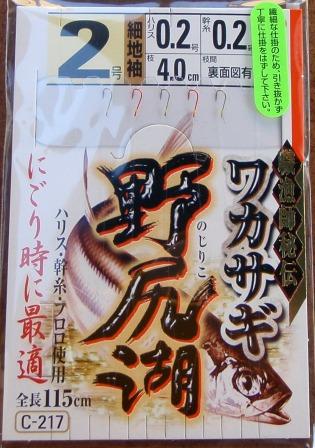 2号
細地袖
ハリス 0.2号
幹糸 0.2号
枝 4.0cm
枝間 裏面図有
繊細な仕掛のため、引き抜かず
丁寧に仕掛をはずして下さい。
秘伝
ワカサギ
野尻湖
のじりこ
にごり時に最適
ハリス・幹糸・フロロ使用
全長115cm
C-217